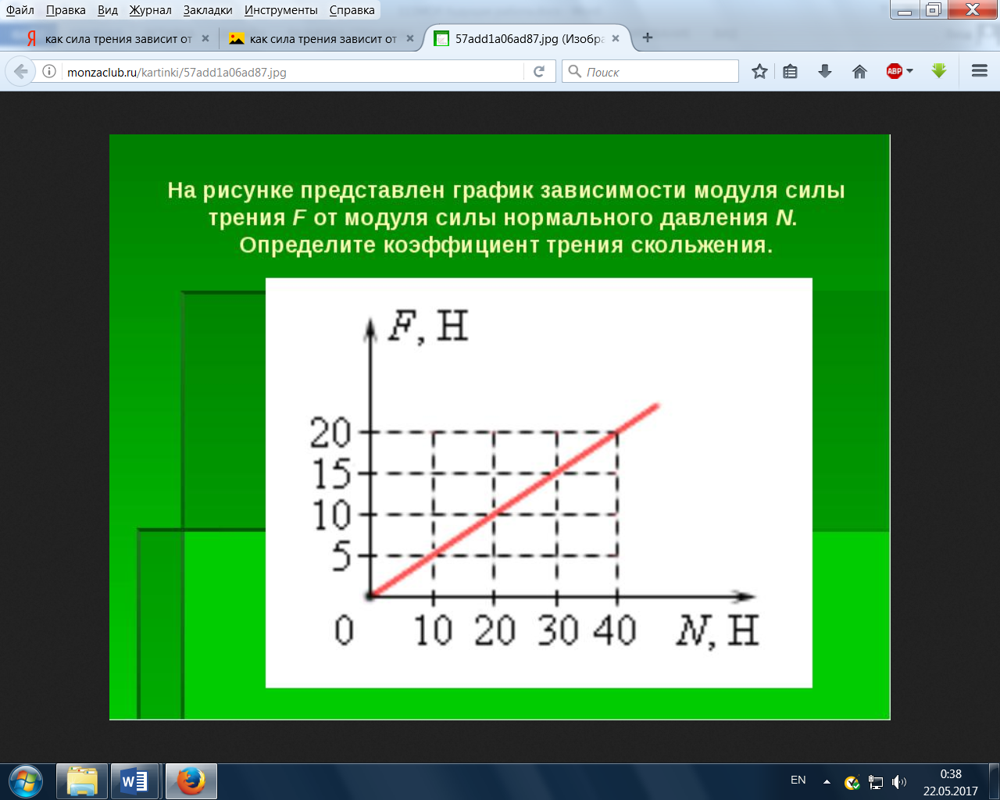 Файл Правка Вид Журнал Закладки Инструменты Справка
как сила трения зависит от
как сила трения зависит от
57add1a06ad87.jpg (Изобра
monzaclub.ru/kartinki/57add1a06ad87.jpg
Поиск
ABP
На рисунке представлен график зависимости модуля силы
трения F от модуля силы нормального давления N.
Определите коэффициент трения скольжения.
F, Н
20
15
10
5
0 10 20 30 40 N, Н
EN
0:38
22.05.2017